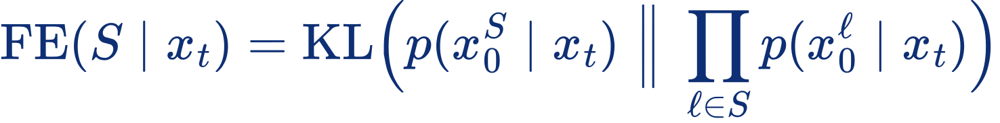 FE(S | x_t) = KL( p(x_0^S | x_t) ‖ ∏_{ℓ∈S} p(x_0^ℓ | x_t) )